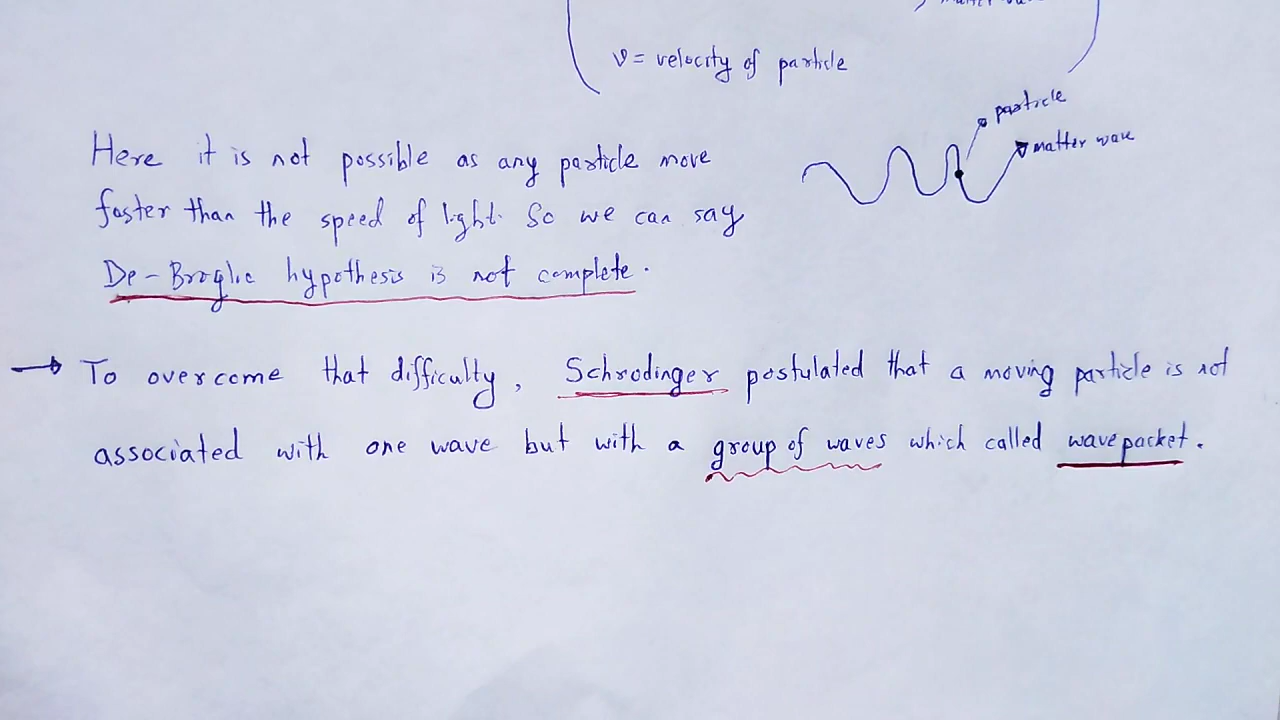 v = velocity of particle
particle
matter wave
Here it is not possible as any particle move
faster than the speed of light. So we can say
De-Broglie hypothesis is not complete.
→ To overcome that difficulty, Schrodinger postulated that a moving particle is not
associated with one wave but with a group of waves which called wave packet.